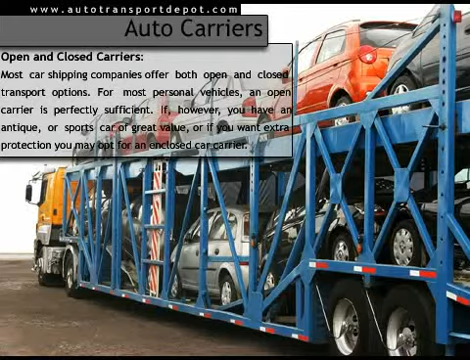 www.autotransportdepot.com
Auto Carriers
Open and Closed Carriers:
Most car shipping companies offer both open and closed
transport options. For most personal vehicles, an open
carrier is perfectly sufficient. If, however, you have an
antique, or sports car of great value, or if you want extra
protection you may opt for an enclosed car carrier.